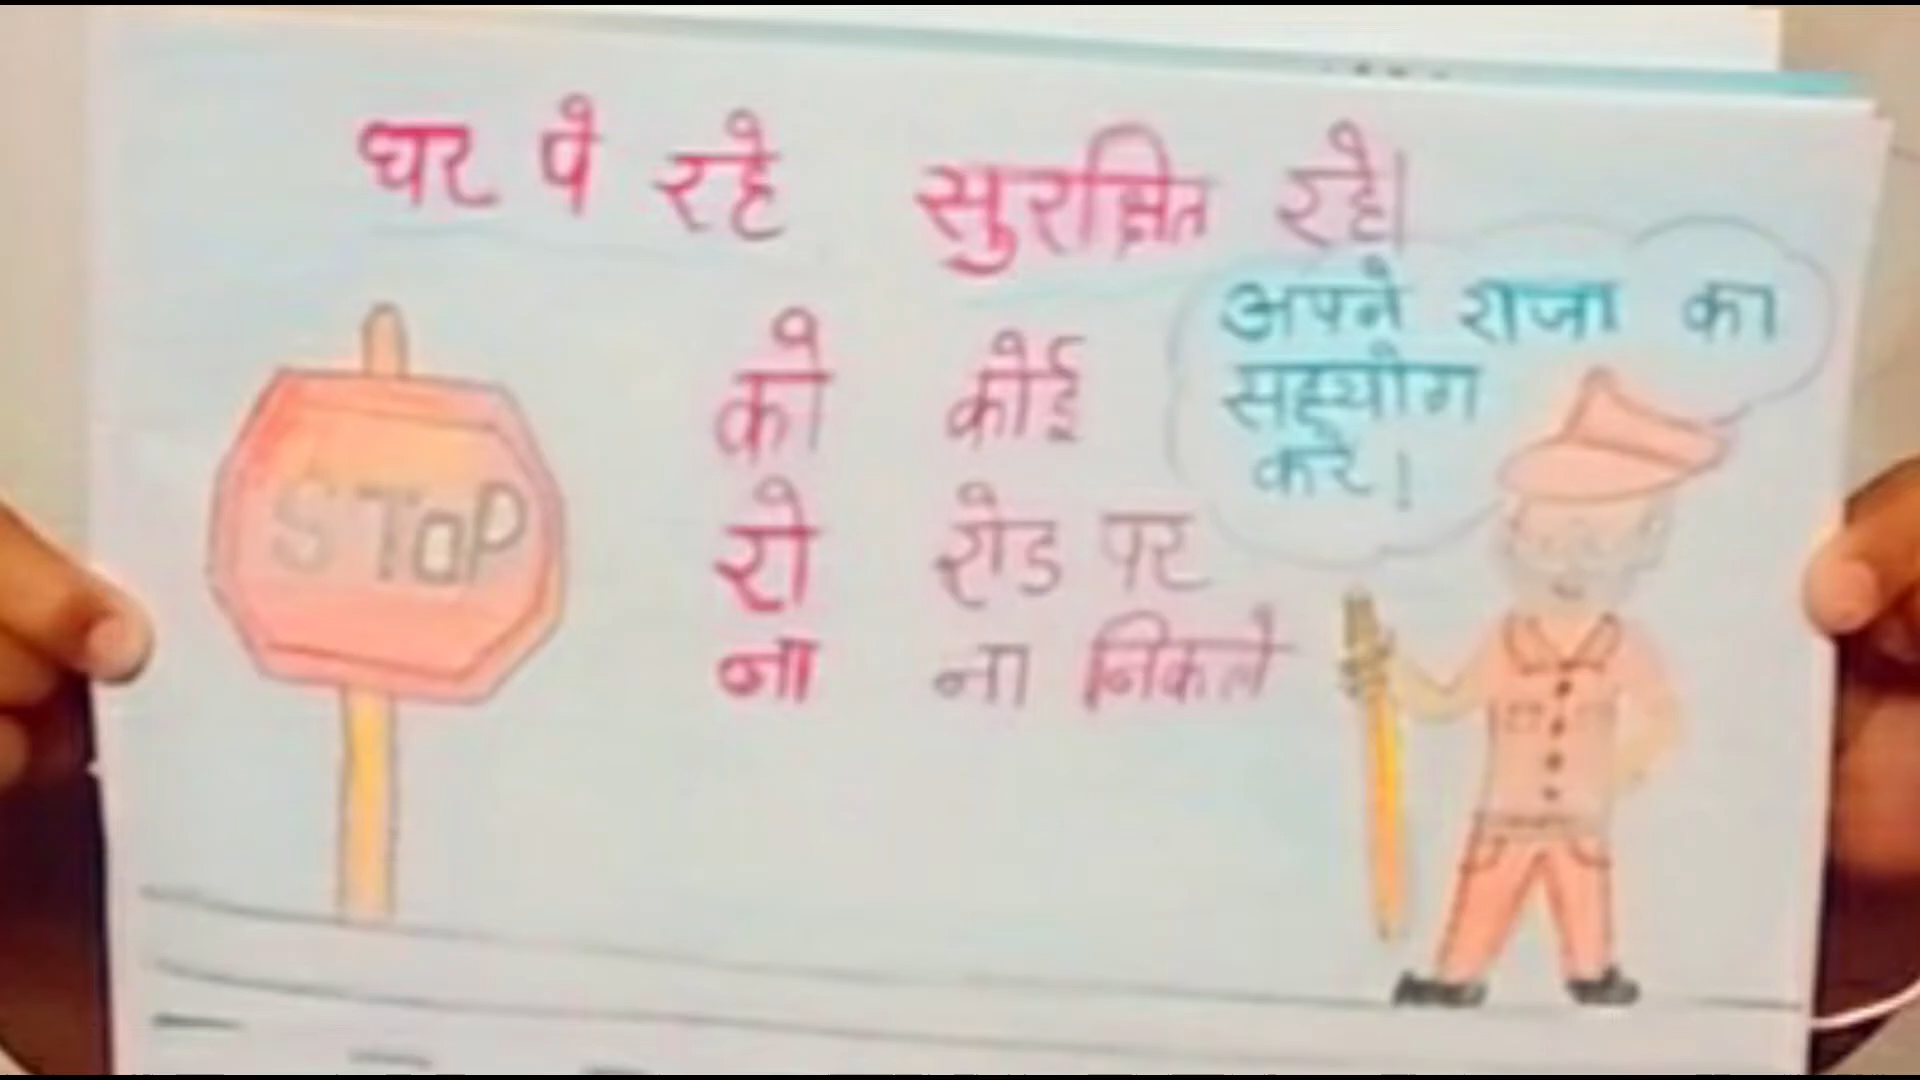 घर पे रहे सुरक्षित रहे।
अपने राजा का
सहयोग
करे!
STOP
को कोई
रो रोड पर
ना ना निकले